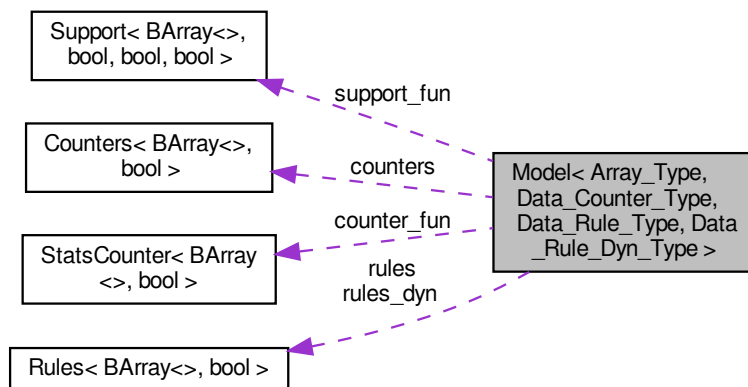 Support< BArray<>,
bool, bool, bool >
support_fun
Counters< BArray<>,
bool >
counters
Model< Array_Type,
Data_Counter_Type,
Data_Rule_Type, Data
_Rule_Dyn_Type >
counter_fun
StatsCounter< BArray
<>, bool >
rules
rules_dyn
Rules< BArray<>, bool >